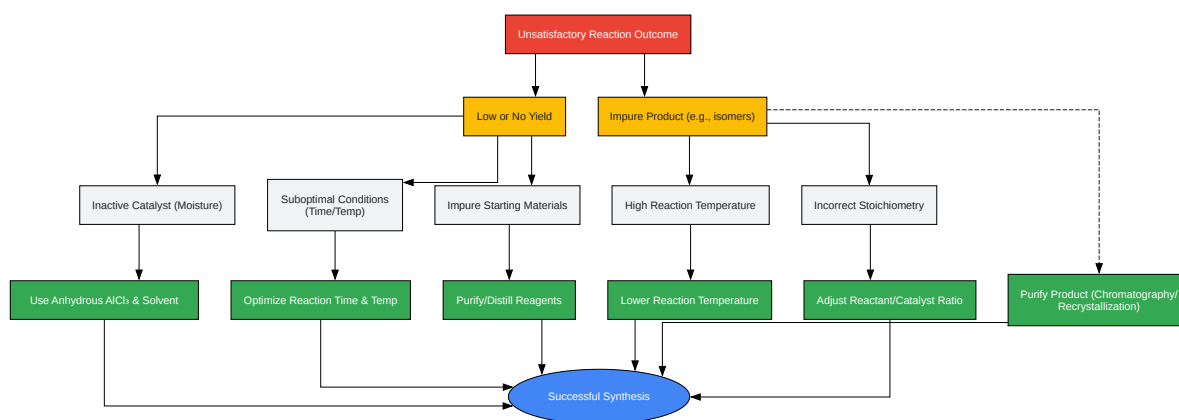 Unsatisfactory Reaction Outcome
Low or No Yield
Impure Product (e.g., isomers)
Inactive Catalyst (Moisture)
Suboptimal Conditions
(Time/Temp)
Impure Starting Materials
High Reaction Temperature
Incorrect Stoichiometry
Use Anhydrous AlCl₃ & Solvent
Optimize Reaction Time & Temp
Purify/Distill Reagents
Lower Reaction Temperature
Adjust Reactant/Catalyst Ratio
Purify Product (Chromatography/
Recrystallization)
Successful Synthesis